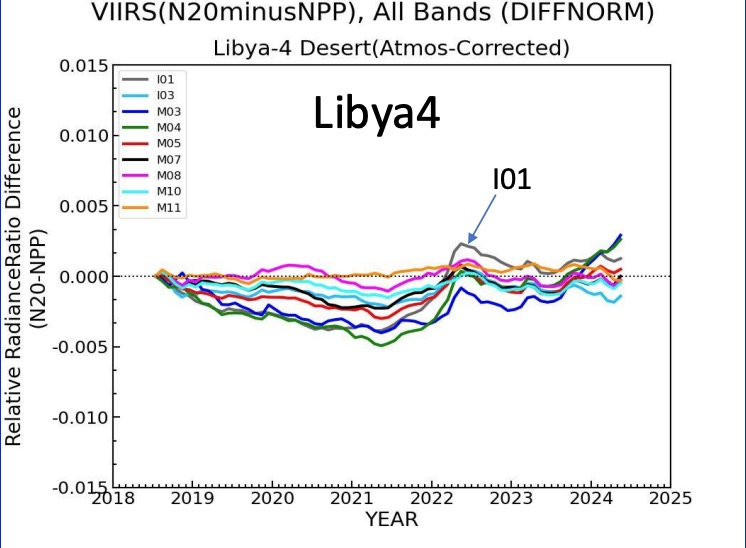 VIIRS(N20minusNPP), All Bands (DIFFNORM)
Libya-4 Desert(Atmos-Corrected)
Relative RadianceRatio Difference
(N20-NPP)
0.015
0.010
0.005
0.000
-0.005
-0.010
-0.015
I01
I03
M03
M04
M05
M07
M08
M10
M11
Libya4
I01
2018 2019 2020 2021 2022 2023 2024 2025
YEAR